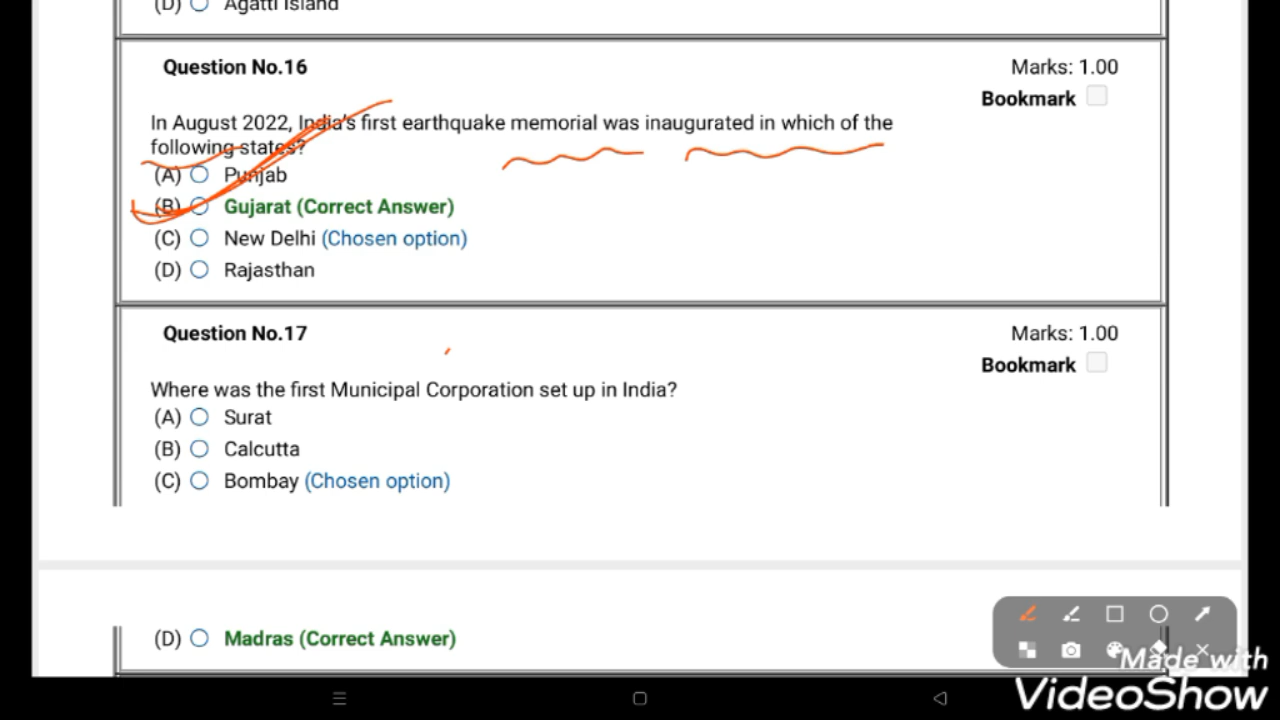 (D) Agatti Island
Question No.16 Marks: 1.00
Bookmark
In August 2022, India's first earthquake memorial was inaugurated in which of the
following states?
(A) Punjab
(B) Gujarat (Correct Answer)
(C) New Delhi (Chosen option)
(D) Rajasthan
Question No.17 Marks: 1.00
Bookmark
Where was the first Municipal Corporation set up in India?
(A) Surat
(B) Calcutta
(C) Bombay (Chosen option)
(D) Madras (Correct Answer)
Made with
VideoShow